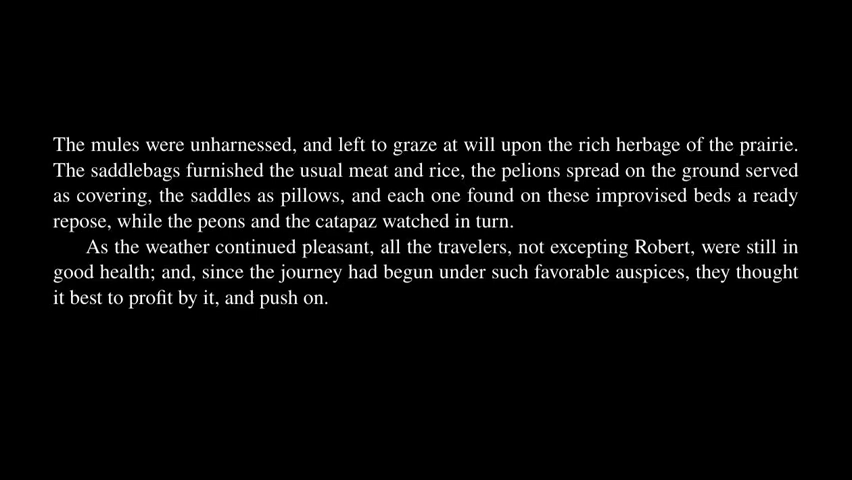 The mules were unharnessed, and left to graze at will upon the rich herbage of the prairie.
The saddlebags furnished the usual meat and rice, the pelions spread on the ground served
as covering, the saddles as pillows, and each one found on these improvised beds a ready
repose, while the peons and the catapaz watched in turn.
As the weather continued pleasant, all the travelers, not excepting Robert, were still in
good health; and, since the journey had begun under such favorable auspices, they thought
it best to profit by it, and push on.